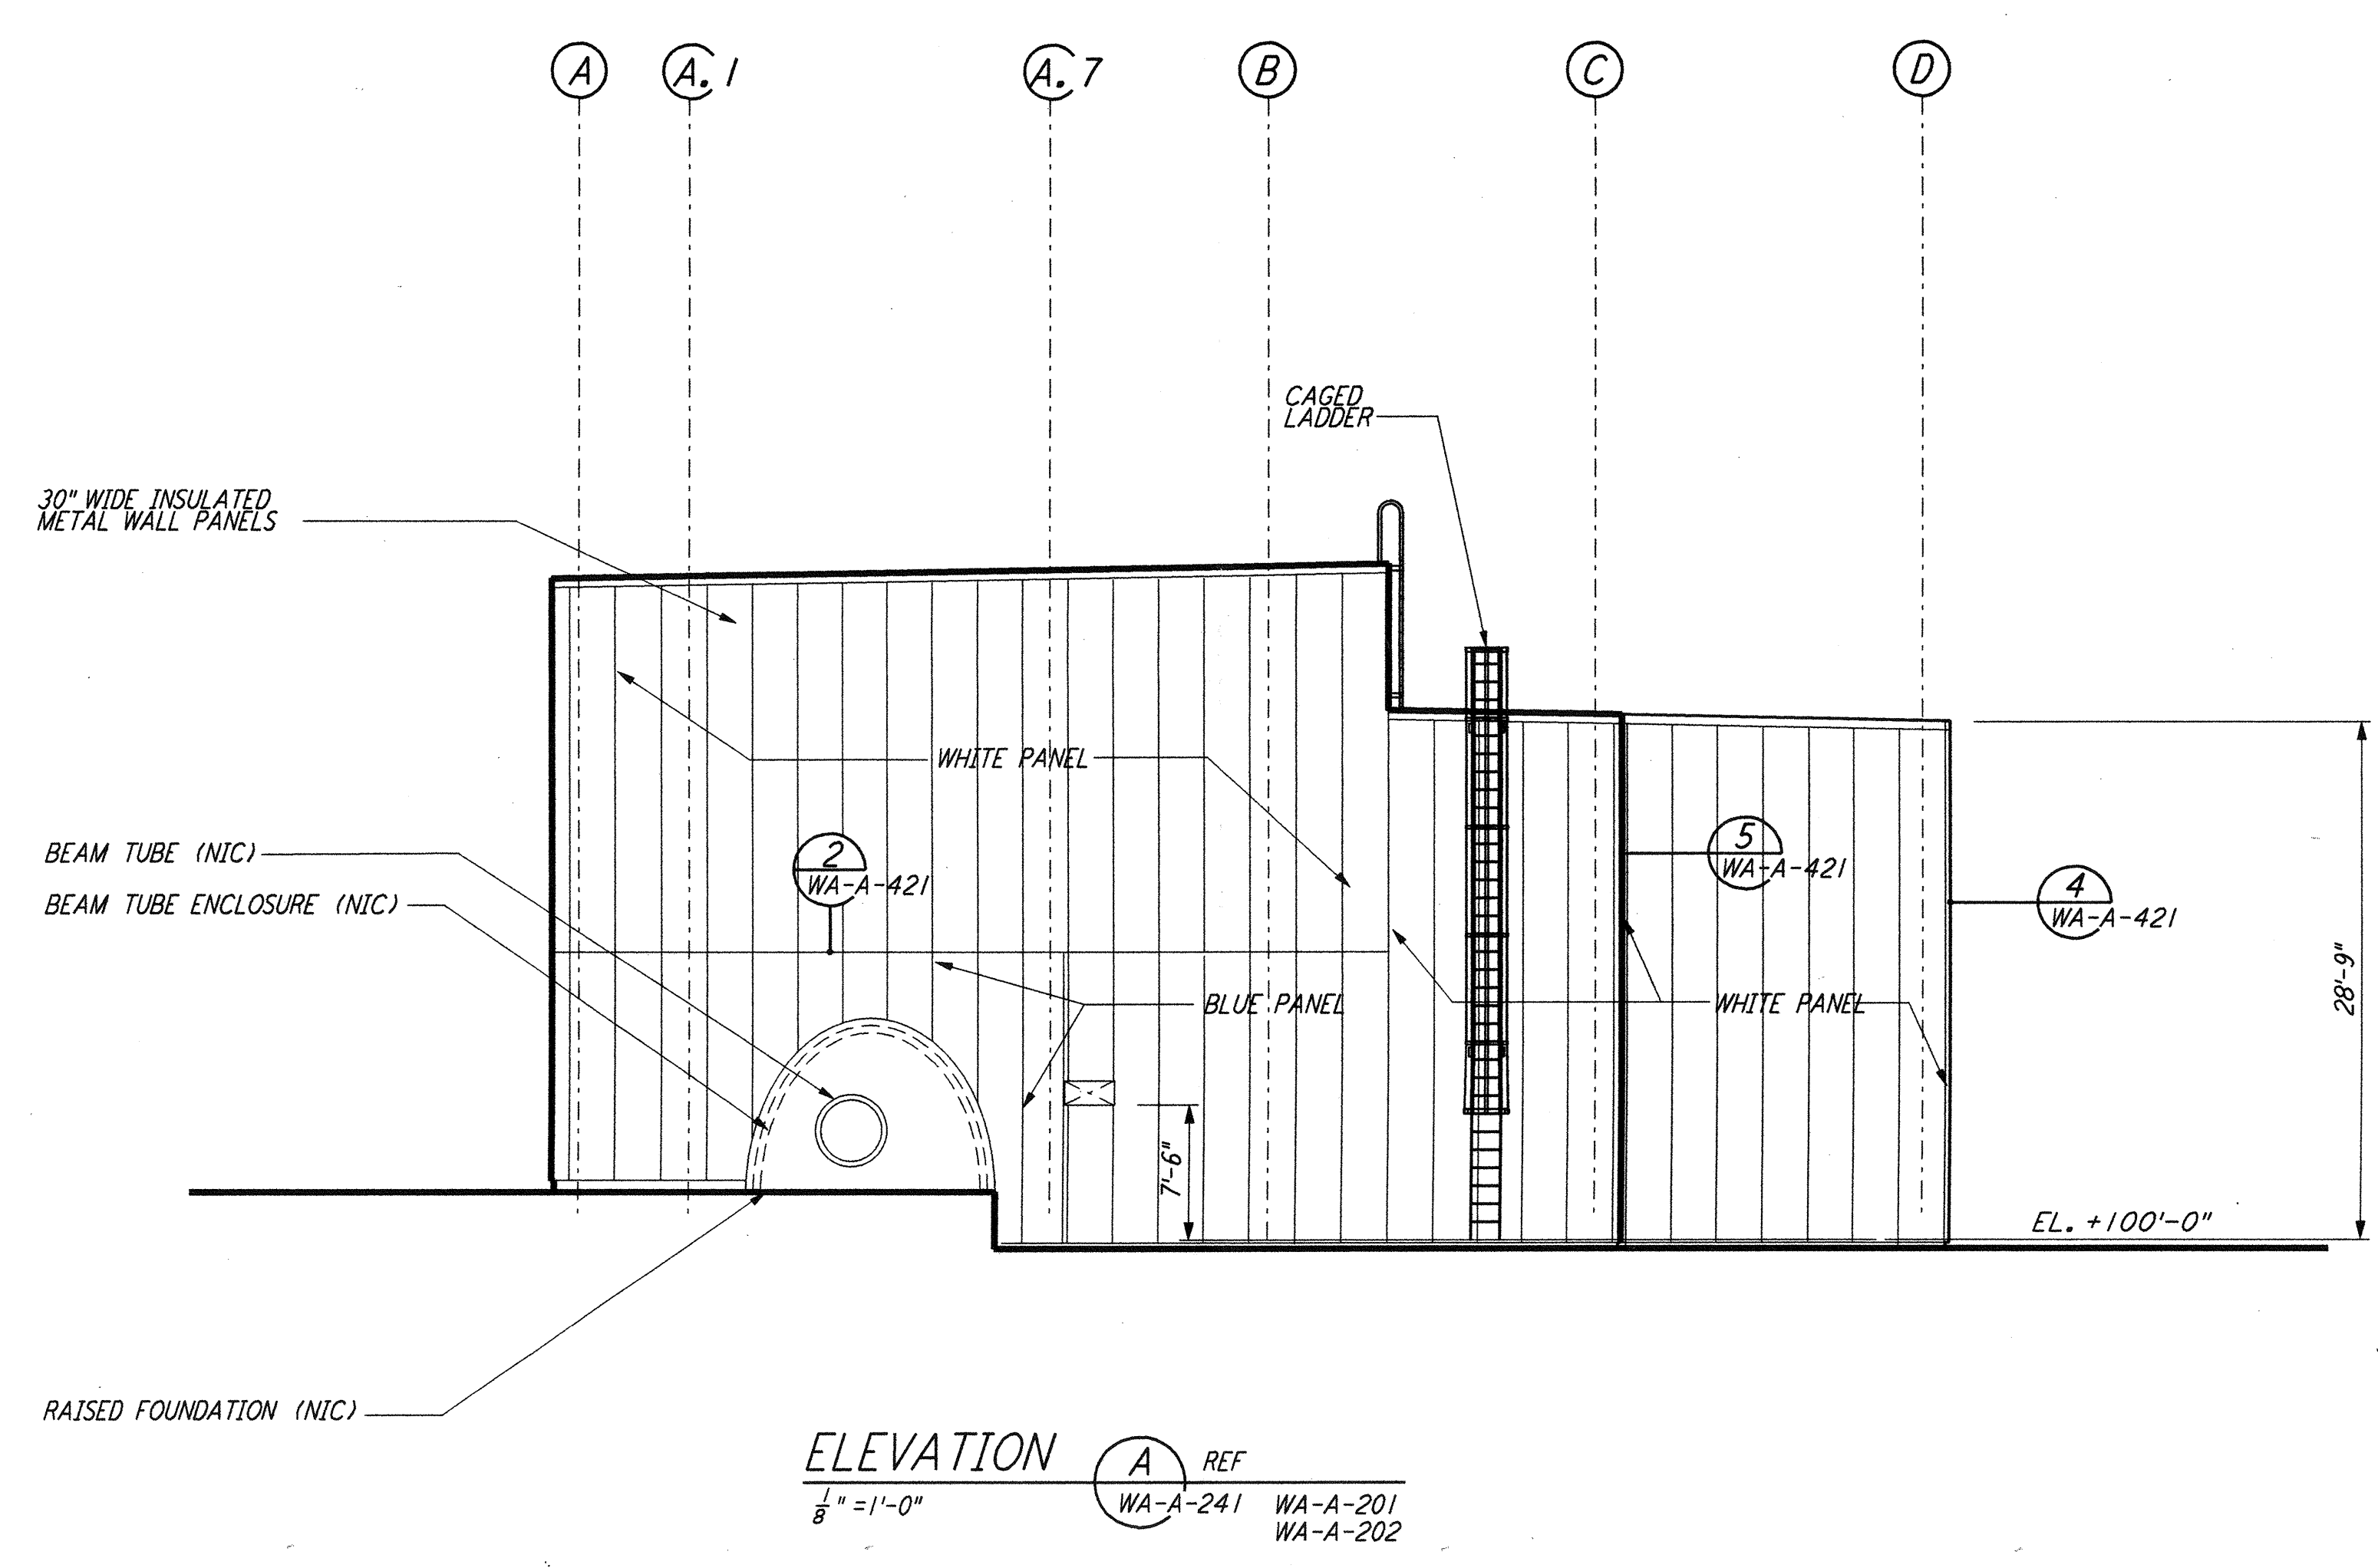 A A.1 A.7 B C D
CAGED
LADDER
30" WIDE INSULATED
METAL WALL PANELS
WHITE PANEL
BEAM TUBE (NIC)
2
WA-A-421
5
WA-A-421
4
WA-A-421
BEAM TUBE ENCLOSURE (NIC)
28'-9"
BLUE PANEL
WHITE PANEL
7'-6"
EL. +100'-0"
RAISED FOUNDATION (NIC)
ELEVATION A REF
1/8" =1'-0" WA-A-241 WA-A-201
WA-A-202